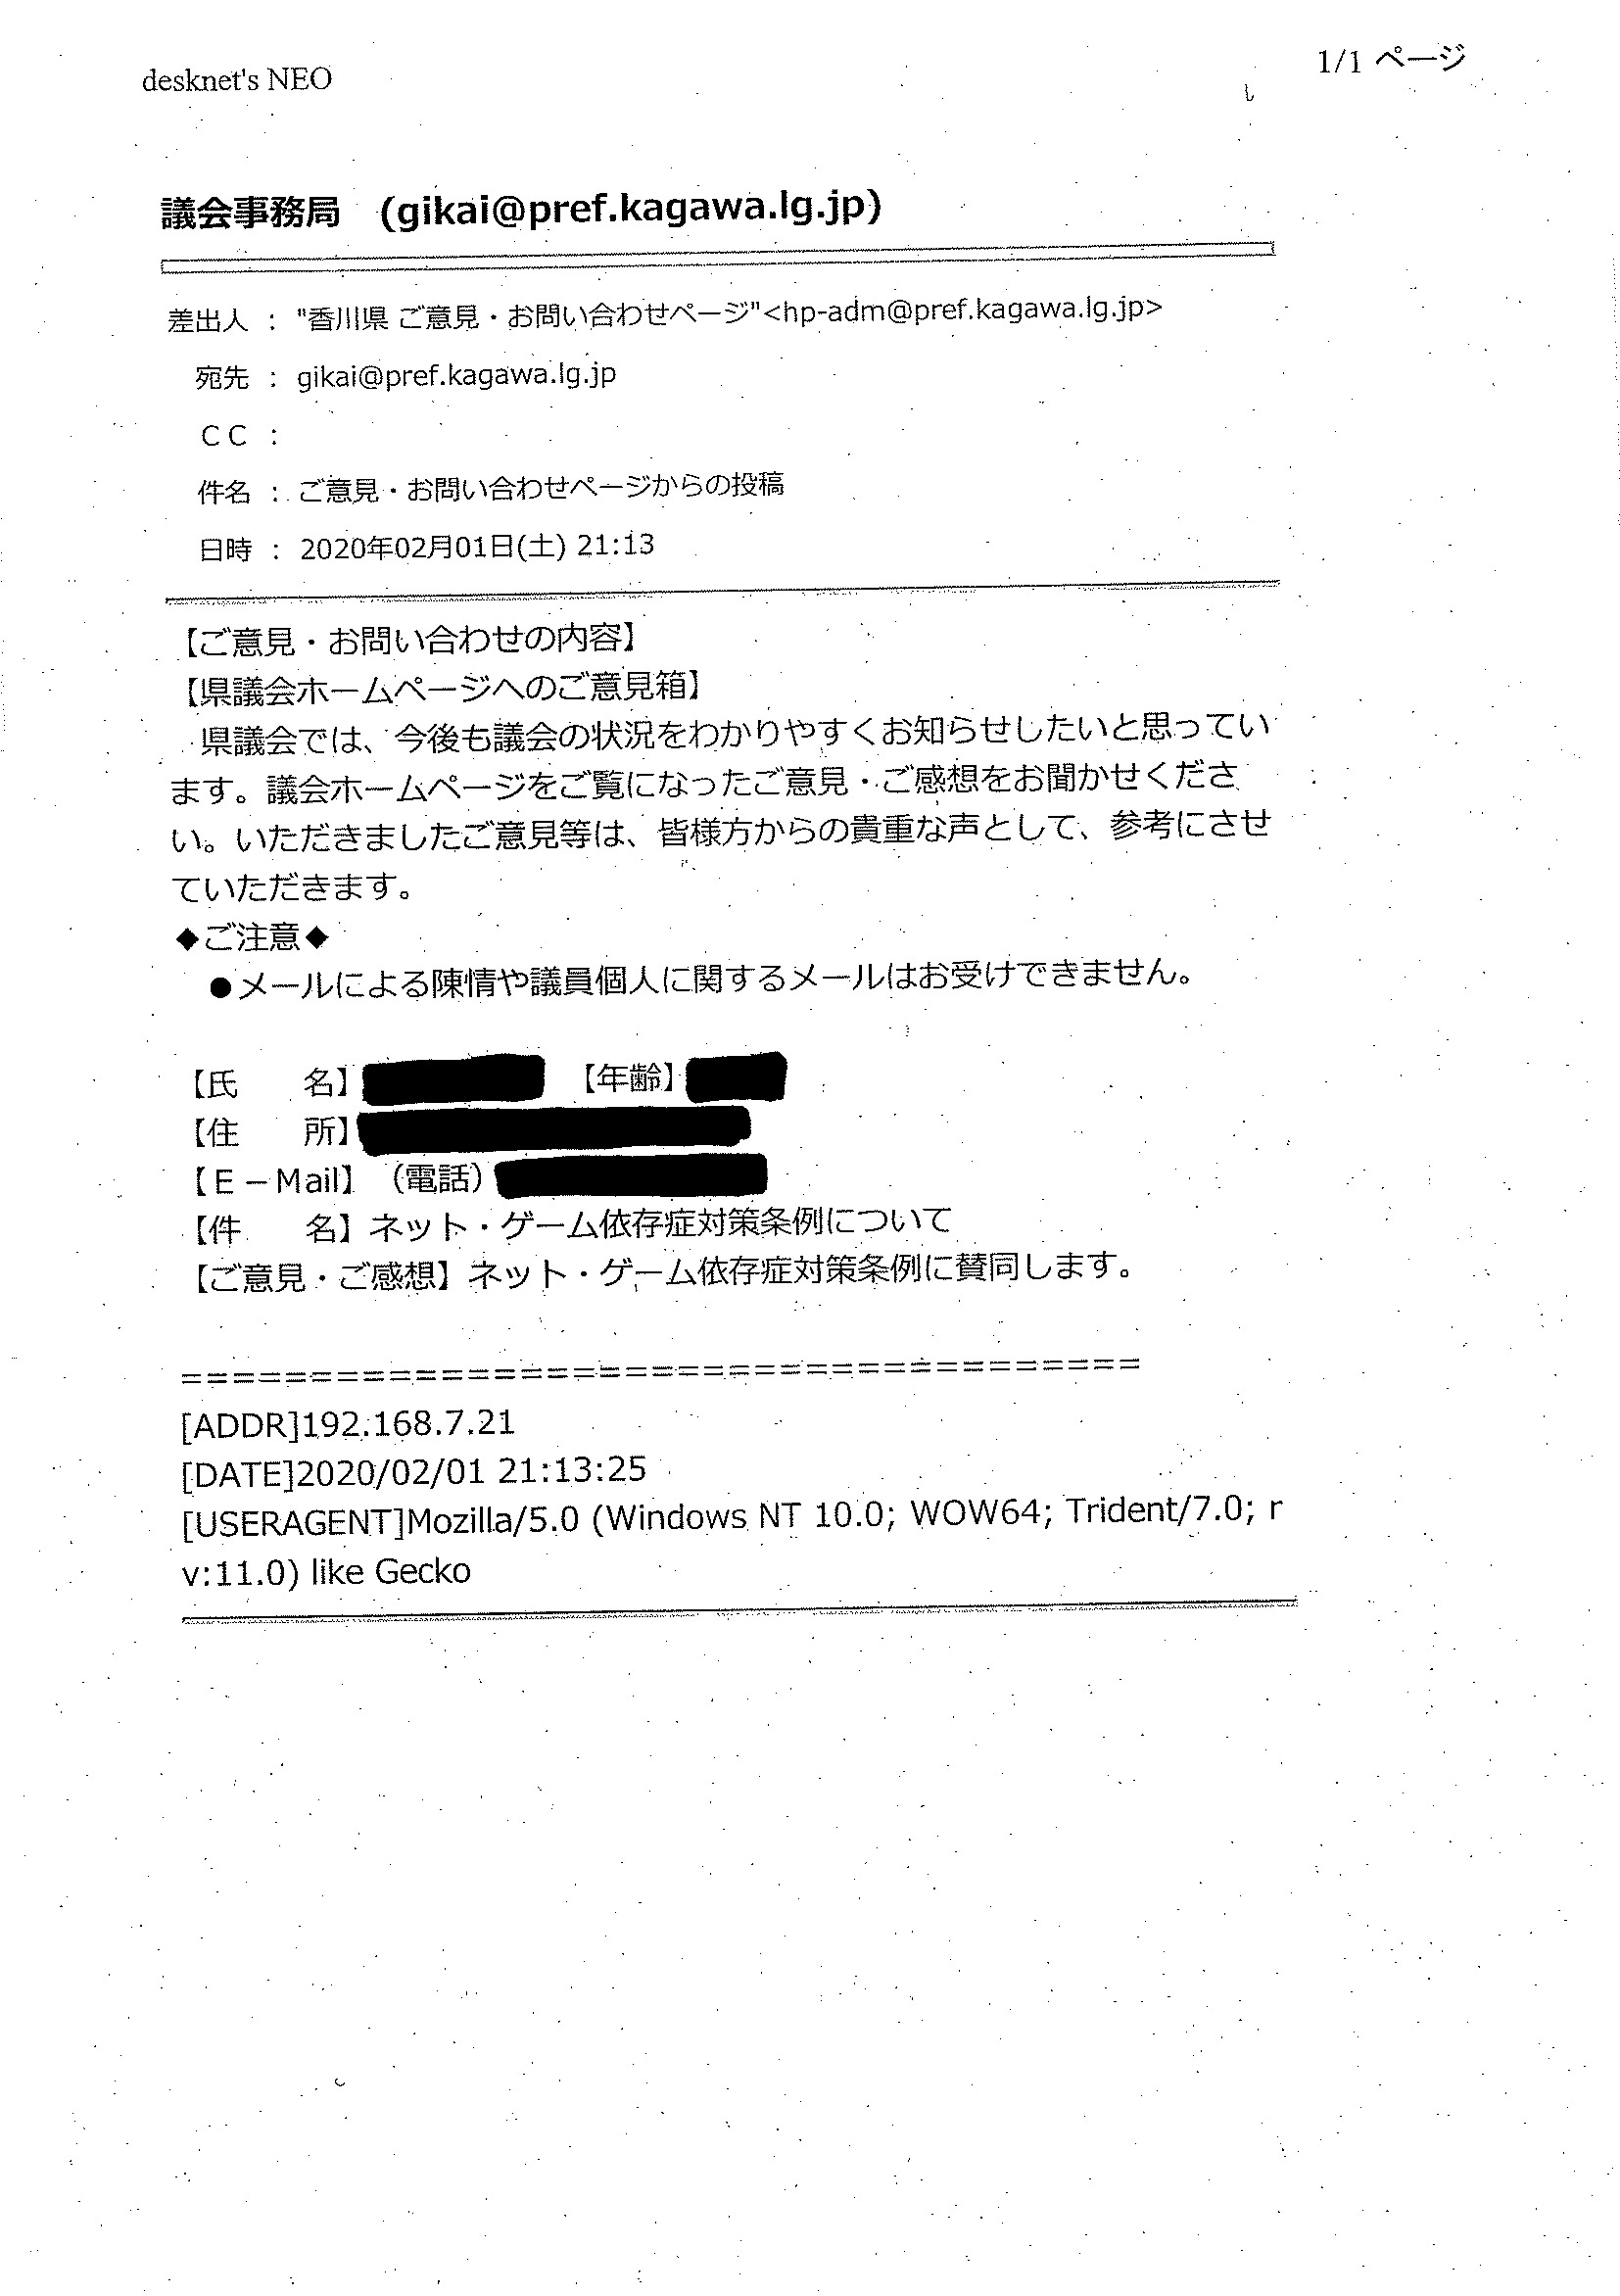 desknet's NEO
1/1 ページ
議会事務局　(gikai@pref.kagawa.lg.jp)
差出人 : "香川県 ご意見・お問い合わせページ"<hp-adm@pref.kagawa.lg.jp>
宛先 : gikai@pref.kagawa.lg.jp
CC :
件名 : ご意見・お問い合わせページからの投稿
日時 : 2020年02月01日(土) 21:13
【ご意見・お問い合わせの内容】
【県議会ホームページへのご意見箱】
　県議会では、今後も議会の状況をわかりやすくお知らせしたいと思ってい
ます。議会ホームページをご覧になったご意見・ご感想をお聞かせくださ
い。いただきましたご意見等は、皆様方からの貴重な声として、参考にさせ
ていただきます。
◆ご注意◆
　●メールによる陳情や議員個人に関するメールはお受けできません。
【氏　　名】　【年齢】
【住　　所】
【E－Mail】（電話）
【件　　名】ネット・ゲーム依存症対策条例について
【ご意見・ご感想】ネット・ゲーム依存症対策条例に賛同します。
=====================================
[ADDR]192.168.7.21
[DATE]2020/02/01 21:13:25
[USERAGENT]Mozilla/5.0 (Windows NT 10.0; WOW64; Trident/7.0; r
v:11.0) like Gecko